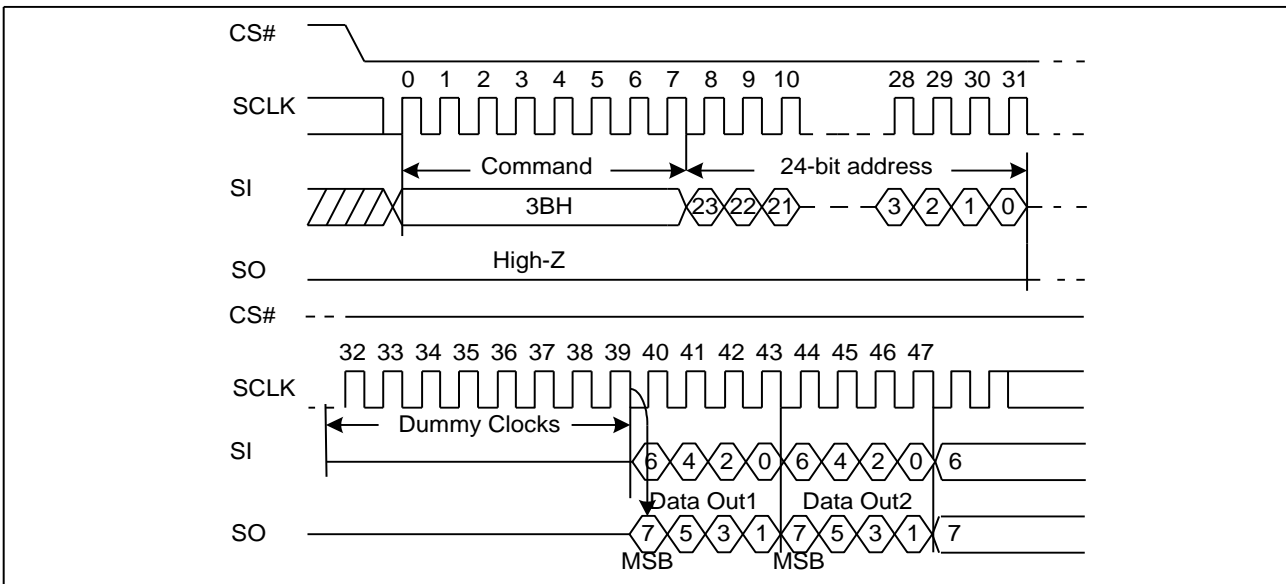 CS#
0 1 2 3 4 5 6 7 8 9 10 28 29 30 31
SCLK
Command 24-bit address
SI
3BH 23 22 21 3 2 1 0
High-Z
SO
CS#
32 33 34 35 36 37 38 39 40 41 42 43 44 45 46 47
SCLK
Dummy Clocks
SI
6 4 2 0 6 4 2 0 6
Data Out1 Data Out2
SO
7 5 3 1 7 5 3 1 7
MSB MSB